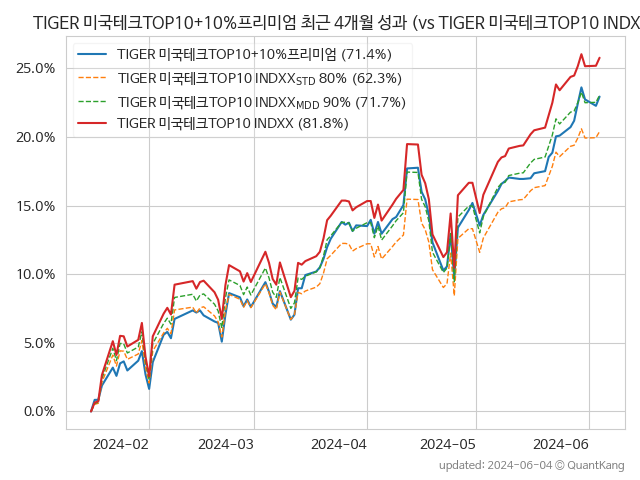 TIGER 미국테크TOP10+10%프리미엄 최근 4개월 성과 (vs TIGER 미국테크TOP10 INDX
TIGER 미국테크TOP10+10%프리미엄 (71.4%)
TIGER 미국테크TOP10 INDXXSTD 80% (62.3%)
TIGER 미국테크TOP10 INDXXMDD 90% (71.7%)
TIGER 미국테크TOP10 INDXX (81.8%)
25.0%
20.0%
15.0%
10.0%
5.0%
0.0%
2024-02 2024-03 2024-04 2024-05 2024-06
updated: 2024-06-04 © QuantKang